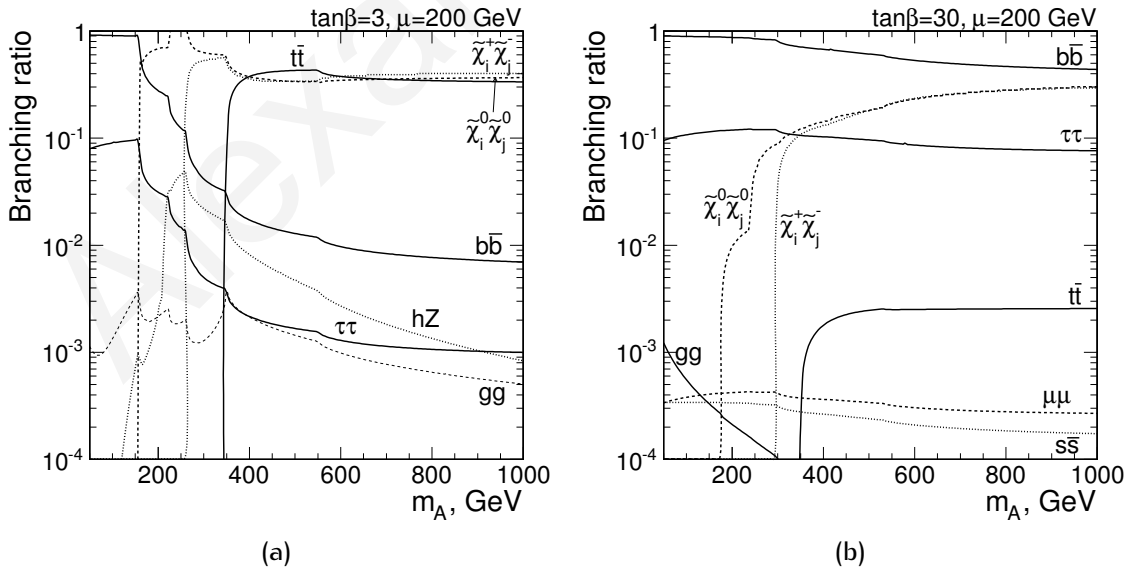 tanβ=3, μ=200 GeV
Branching ratio
1
10⁻¹
10⁻²
10⁻³
10⁻⁴
tt̄
χ̃ᵢ⁺χ̃ⱼ⁻
χ̃ᵢ⁰χ̃ⱼ⁰
bb̄
hZ
ττ
gg
200 400 600 800 1000
m_A, GeV
(a)
tanβ=30, μ=200 GeV
Branching ratio
1
10⁻¹
10⁻²
10⁻³
10⁻⁴
bb̄
ττ
χ̃ᵢ⁰χ̃ⱼ⁰
χ̃ᵢ⁺χ̃ⱼ⁻
tt̄
gg
μμ
ss̄
200 400 600 800 1000
m_A, GeV
(b)